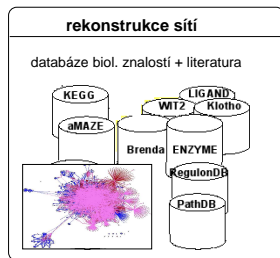 rekonstrukce sítí
databáze biol. znalostí + literatura
KEGG
LIGAND
WIT2
Klotho
aMAZE
Brenda
ENZYME
RegulonDB
PathDB